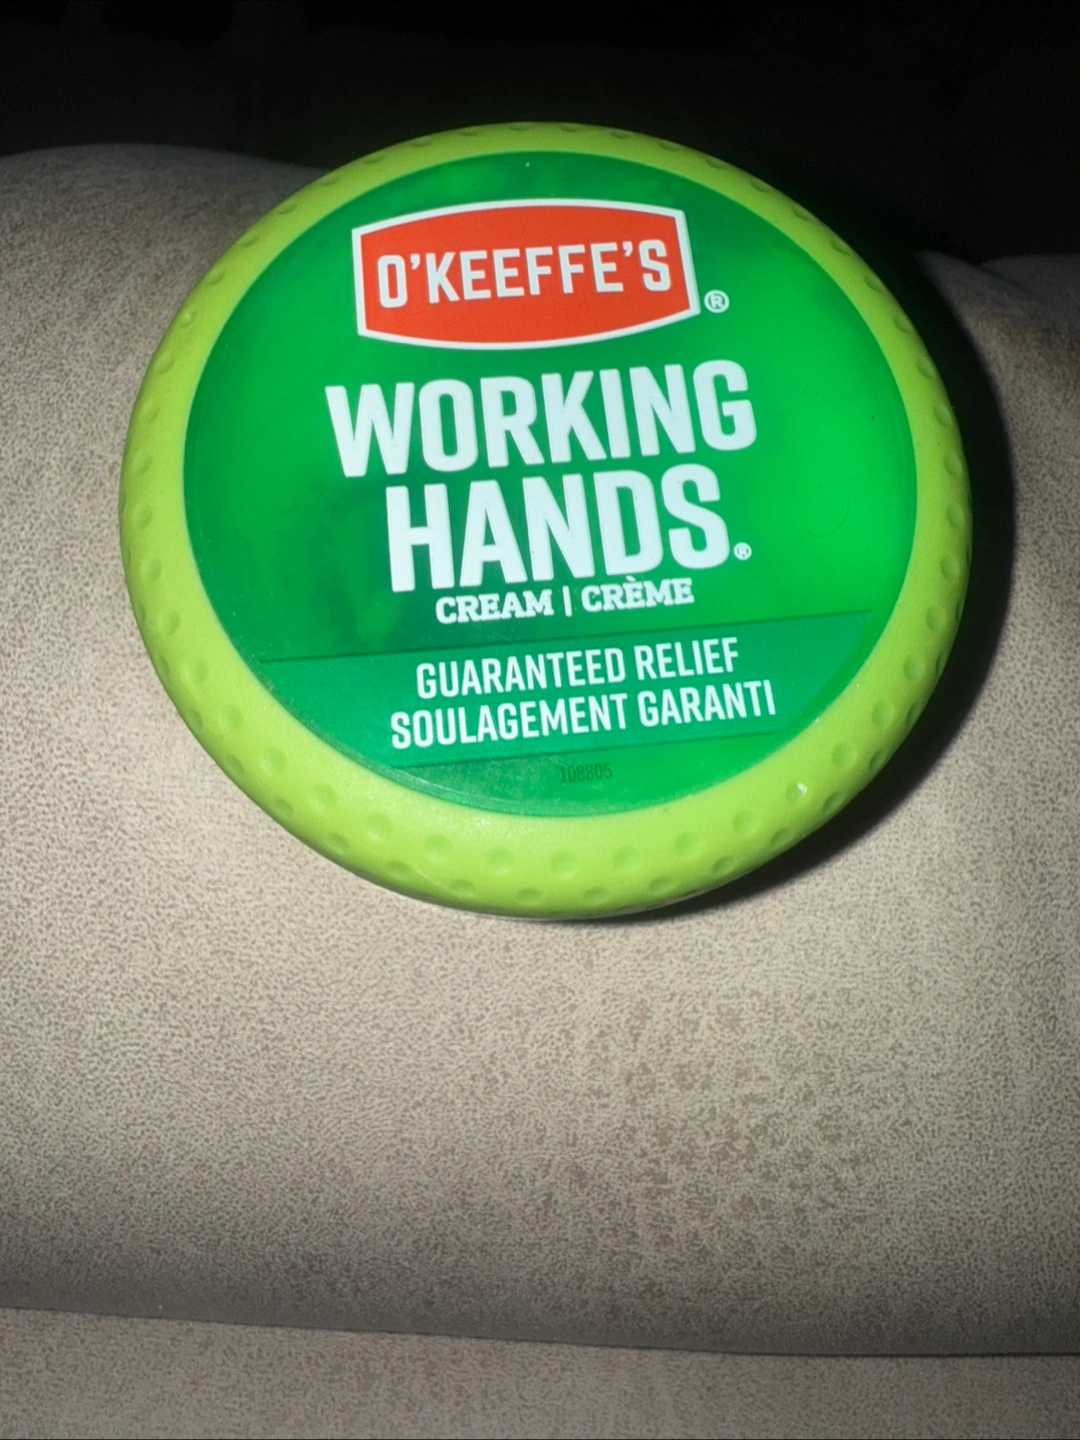 O'KEEFFE'S®
WORKING
HANDS®
CREAM | CRÈME
GUARANTEED RELIEF
SOULAGEMENT GARANTI
108805